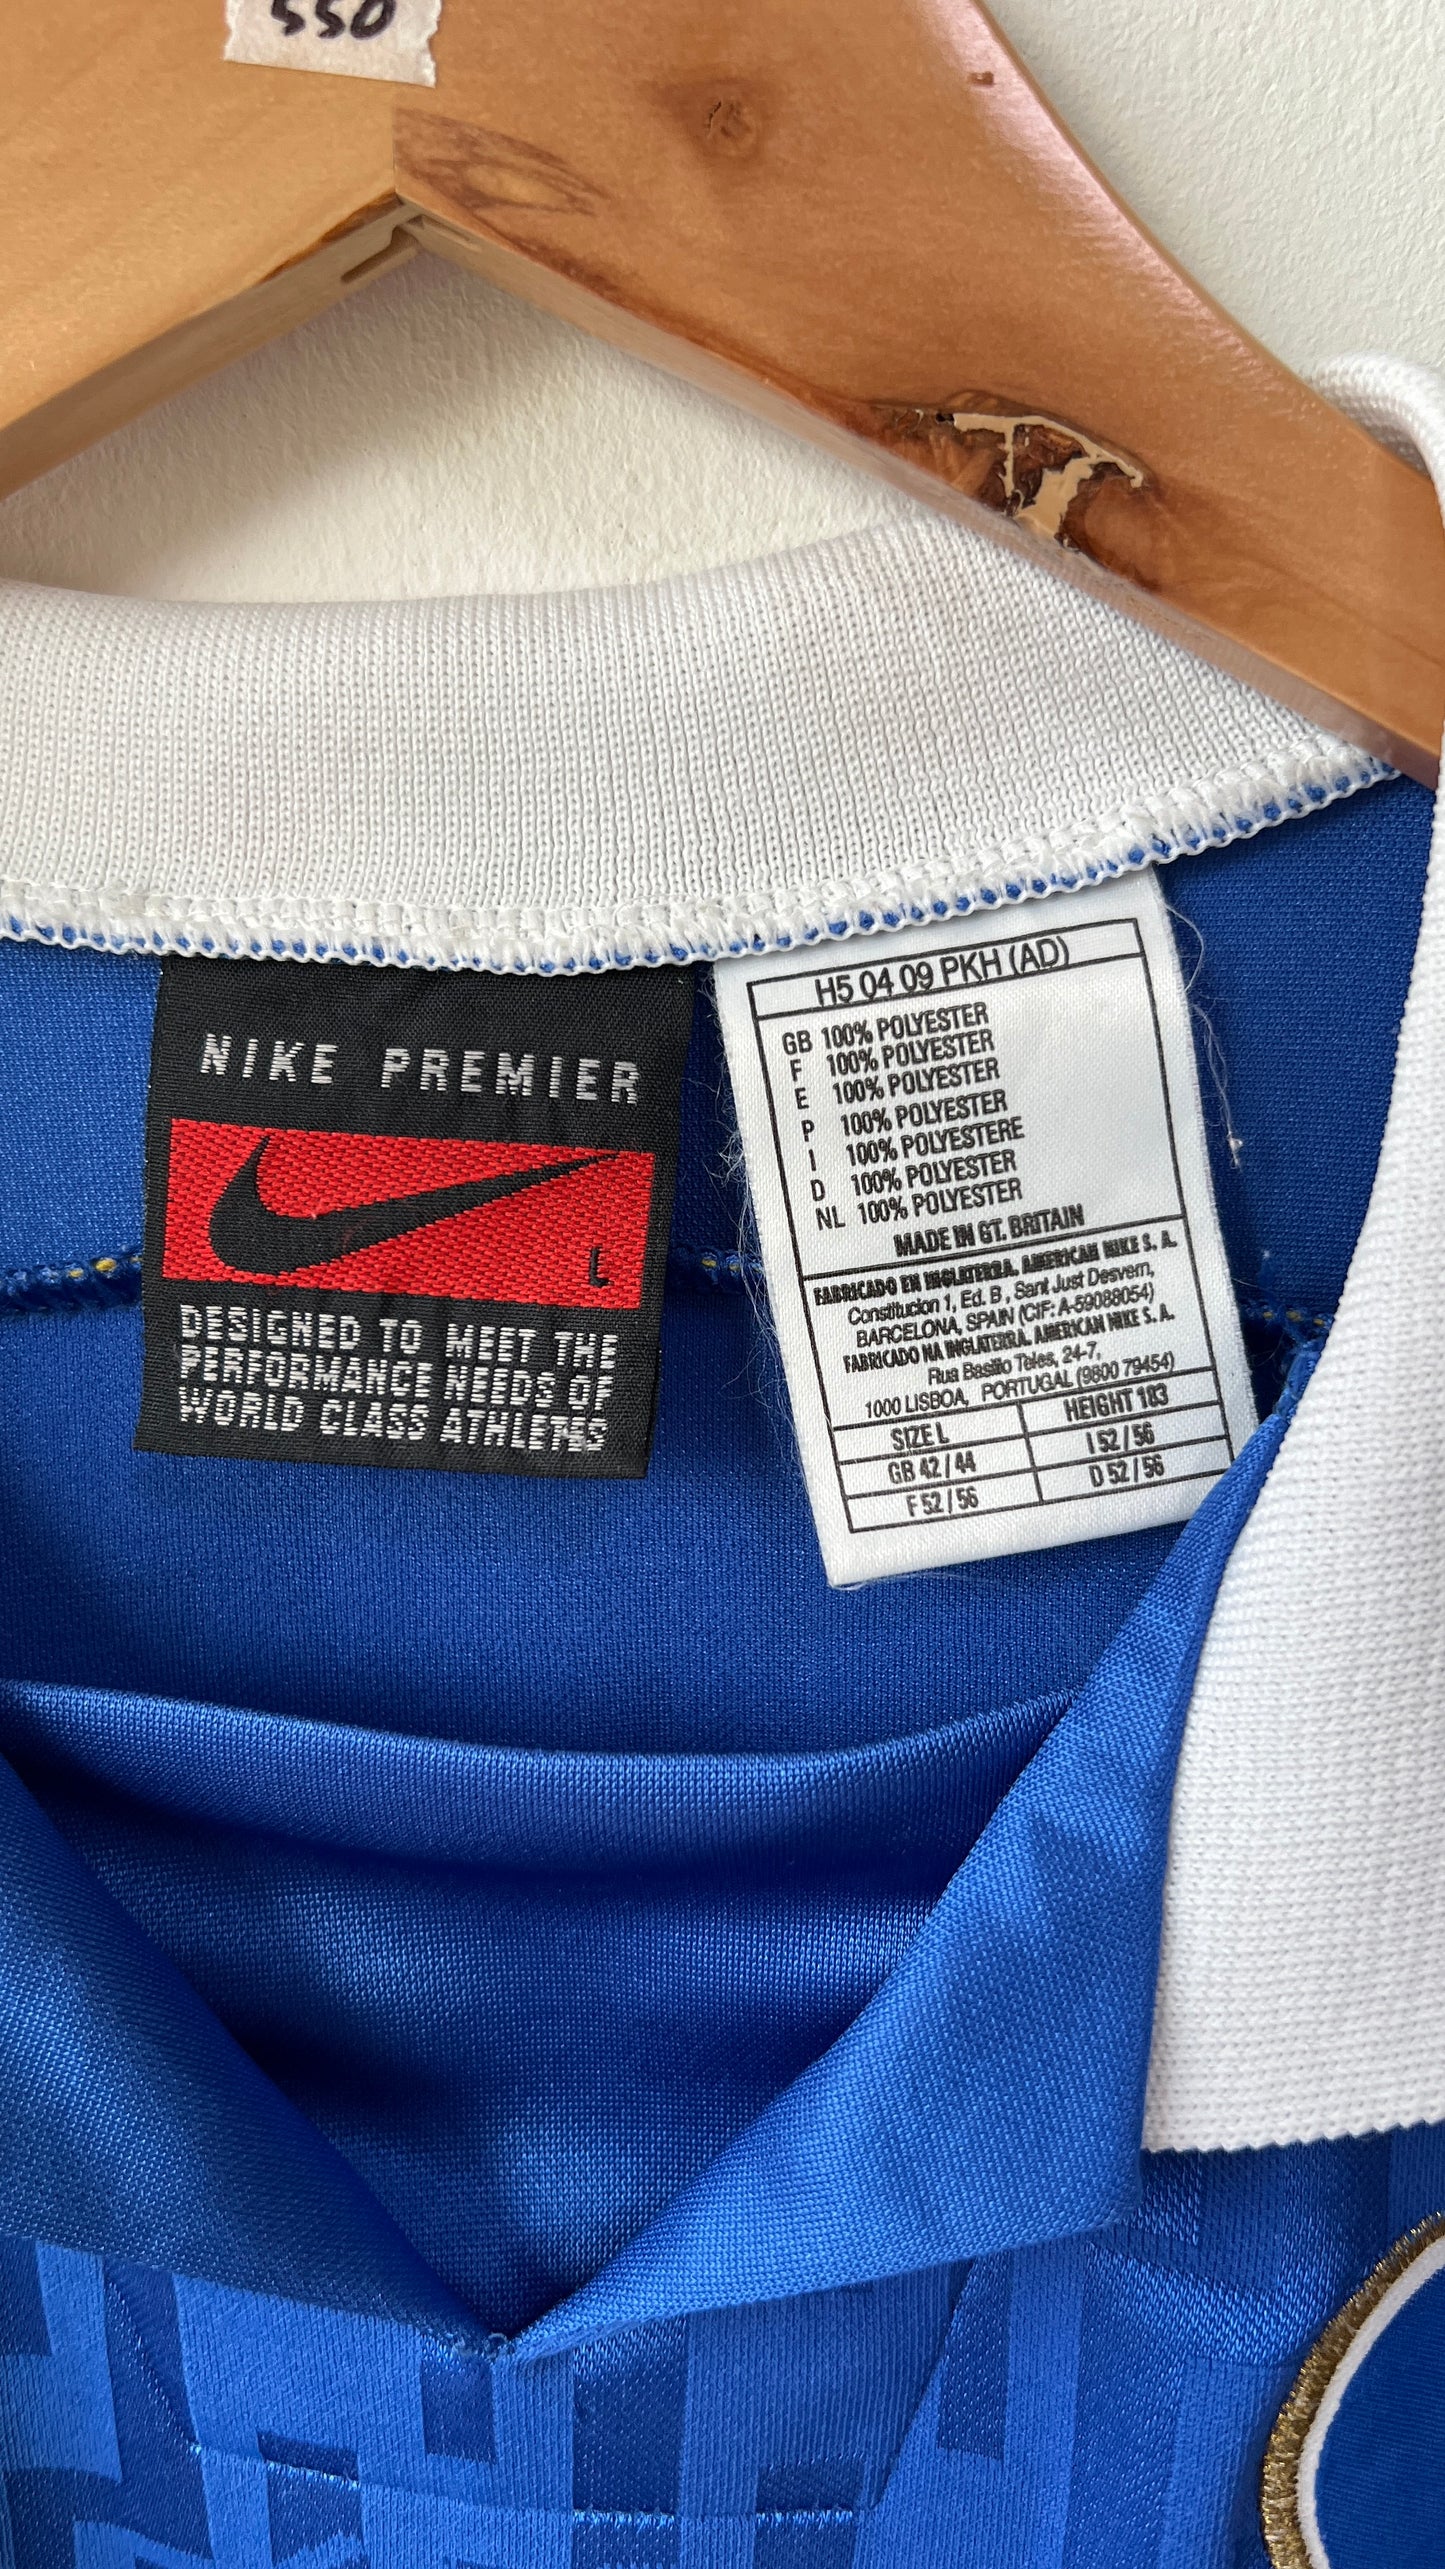 550
NIKE PREMIER
L
DESIGNED TO MEET THE
PERFORMANCE NEEDS OF
WORLD CLASS ATHLETES
H5 04 09 PKH (AD)
GB 100% POLYESTER
F 100% POLYESTER
E 100% POLYESTER
P 100% POLYESTER
I 100% POLYESTERE
D 100% POLYESTER
NL 100% POLYESTER
MADE IN GT. BRITAIN
FABRICADO EN INGLATERRA. AMERICAN NIKE S. A.
Constitucion 1, Ed. B , Sant Just Desvern,
BARCELONA, SPAIN (CIF: A-59088054)
FABRICADO NA INGLATERRA. AMERICAN NIKE S. A.
Rua Basilio Teles, 24-7,
1000 LISBOA, PORTUGAL (9800 79454)
SIZE L HEIGHT 183
GB 42 / 44 I 52 / 56
F 52 / 56 D 52 / 56